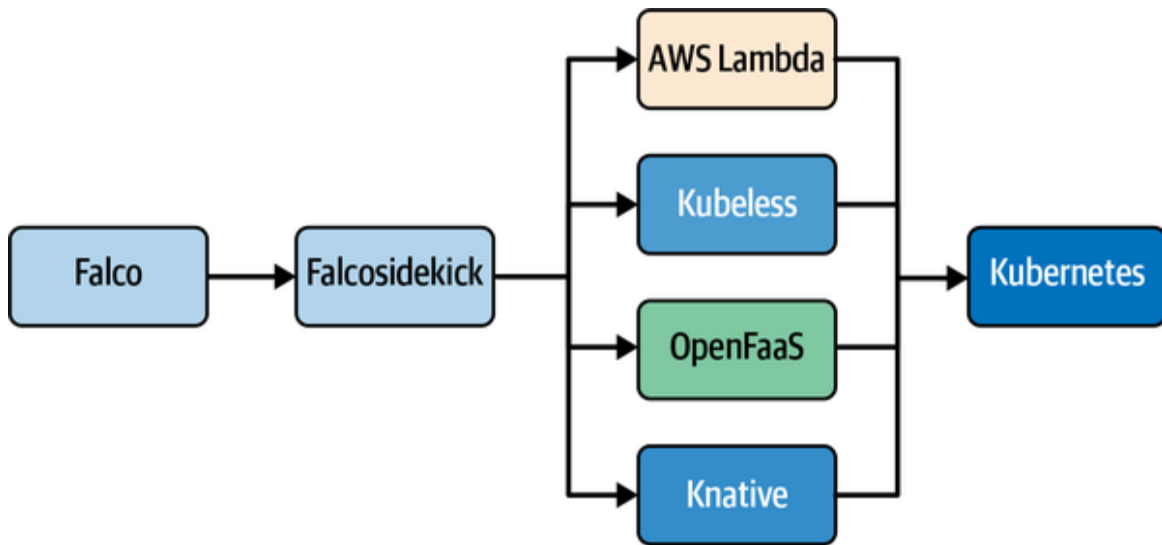 Falco
Falcosidekick
AWS Lambda
Kubeless
OpenFaaS
Knative
Kubernetes